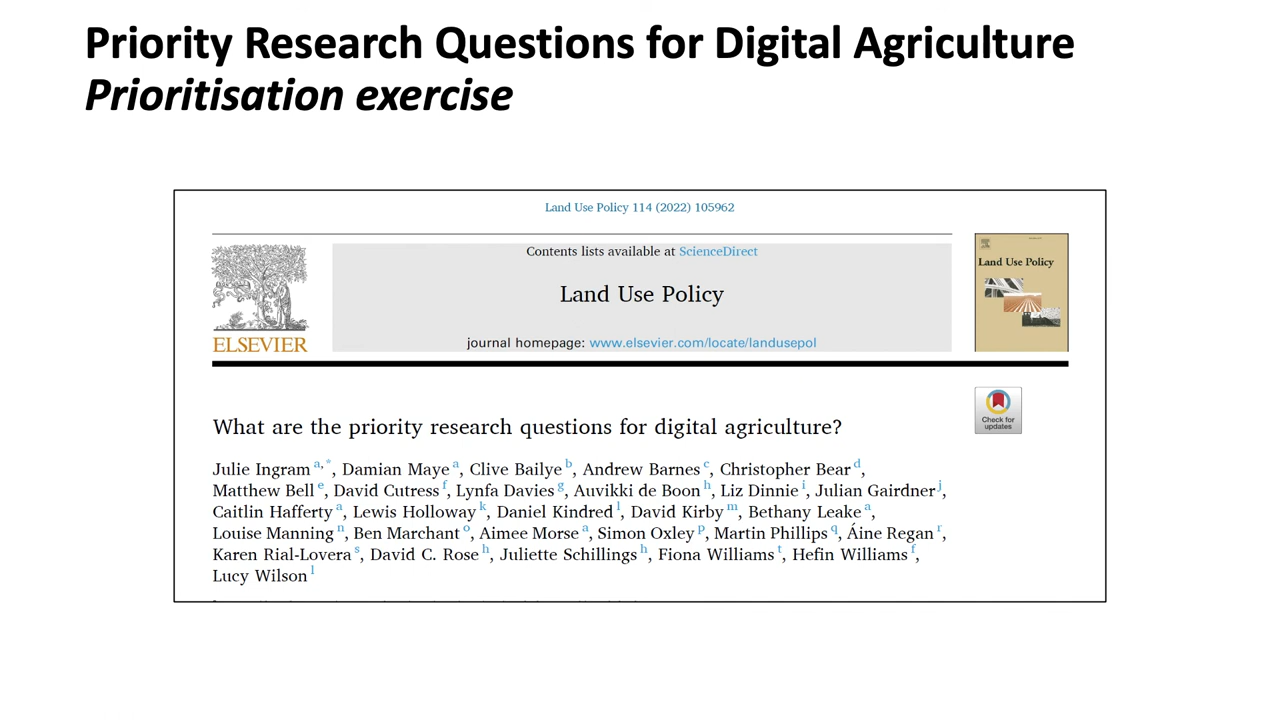 Priority Research Questions for Digital Agriculture
Prioritisation exercise
Land Use Policy 114 (2022) 105962
Contents lists available at ScienceDirect
Land Use Policy
journal homepage: www.elsevier.com/locate/landusepol
ELSEVIER
Land Use Policy
Check for
updates
What are the priority research questions for digital agriculture?
Julie Ingram a,*, Damian Maye a, Clive Bailye b, Andrew Barnes c, Christopher Bear d,
Matthew Bell e, David Cutress f, Lynfa Davies g, Auvikki de Boon h, Liz Dinnie i, Julian Gairdner j,
Caitlin Hafferty a, Lewis Holloway k, Daniel Kindred l, David Kirby m, Bethany Leake a,
Louise Manning n, Ben Marchant o, Aimee Morse a, Simon Oxley p, Martin Phillips q, Áine Regan r,
Karen Rial-Lovera s, David C. Rose h, Juliette Schillings h, Fiona Williams t, Hefin Williams f,
Lucy Wilson l